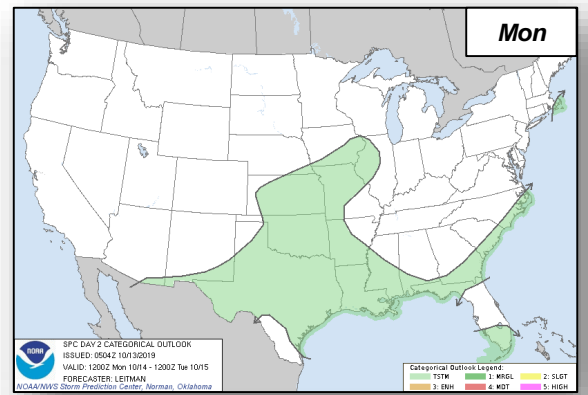 Mon
NOAA
SPC DAY 2 CATEGORICAL OUTLOOK
ISSUED: 0504Z 10/13/2019
VALID: 1200Z Mon 10/14 - 1200Z Tue 10/15
FORECASTER: LEITMAN
NOAA/NWS Storm Prediction Center, Norman, Oklahoma
Categorical Outlook Legend:
TSTM 1: MRGL 2: SLGT
3: ENH 4: MDT 5: HIGH